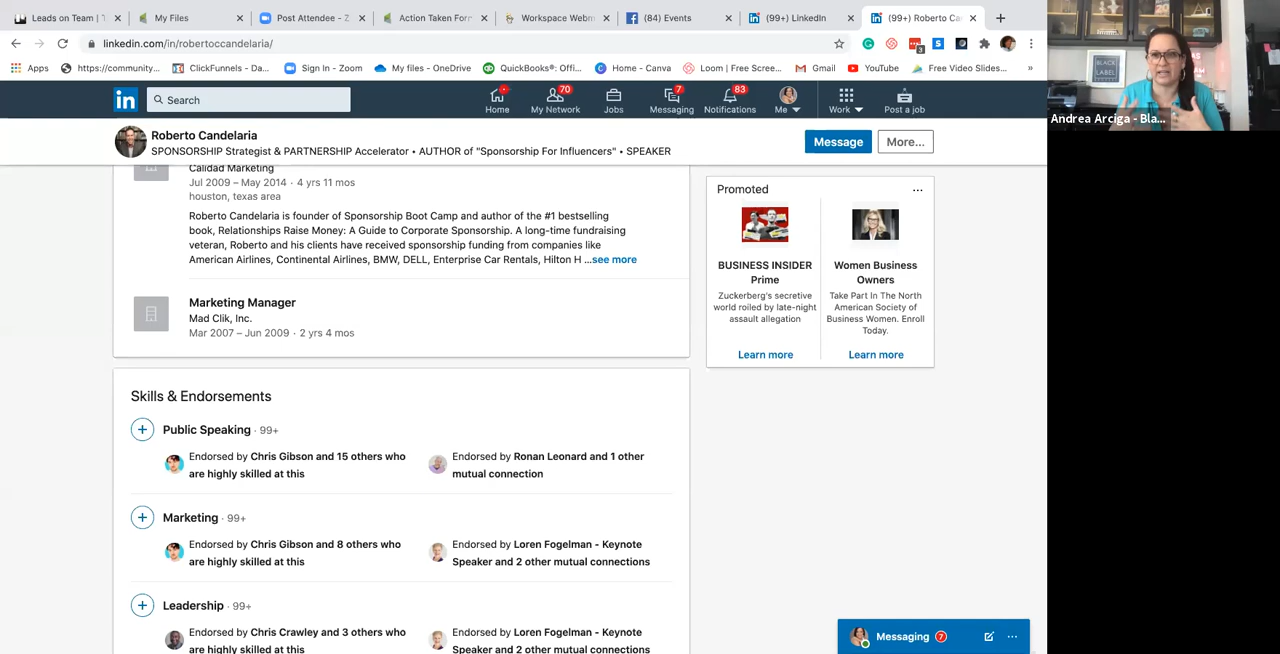 Leads on Team | T
My Files
Post Attendee - Z
Action Taken Form
Workspace Webm
(84) Events
(99+) LinkedIn
(99+) Roberto Ca
linkedin.com/in/robertoccandelaria/
3
Apps
https://community...
ClickFunnels - Da...
Sign In - Zoom
My files - OneDr...
QuickBooks®: Offi...
Home - Canva
Loom | Free Scree...
Gmail
YouTube
Free Video Slides...
»
in
Search
Home
70
My Network
Jobs
7
Messaging
83
Notifications
Me
Work
Post a job
Roberto Candelaria
SPONSORSHIP Strategist & PARTNERSHIP Accelerator • AUTHOR of "Sponsorship For Influencers" • SPEAKER
Message
More...
Calidad Marketing
Jul 2009 – May 2014 · 4 yrs 11 mos
houston, texas area
Roberto Candelaria is founder of Sponsorship Boot Camp and author of the #1 bestselling
book, Relationships Raise Money: A Guide to Corporate Sponsorship. A long-time fundraising
veteran, Roberto and his clients have received sponsorship funding from companies like
American Airlines, Continental Airlines, BMW, DELL, Enterprise Car Rentals, Hilton H ...see more
Marketing Manager
Mad Clik, Inc.
Mar 2007 – Jun 2009 · 2 yrs 4 mos
Skills & Endorsements
Public Speaking · 99+
Endorsed by Chris Gibson and 15 others who
are highly skilled at this
Endorsed by Ronan Leonard and 1 other
mutual connection
Marketing · 99+
Endorsed by Chris Gibson and 8 others who
are highly skilled at this
Endorsed by Loren Fogelman - Keynote
Speaker and 2 other mutual connections
Leadership · 99+
Endorsed by Chris Crawley and 3 others who
are highly skilled at this
Endorsed by Loren Fogelman - Keynote
Speaker and 2 other mutual connections
Promoted
...
BUSINESS INSIDER
Prime
Zuckerberg's secretive
world roiled by late-night
assault allegation
Learn more
Women Business
Owners
Take Part In The North
American Society of
Business Women. Enroll
Today.
Learn more
Messaging 7
BLACK
LABEL
Andrea Arciga - Bla...